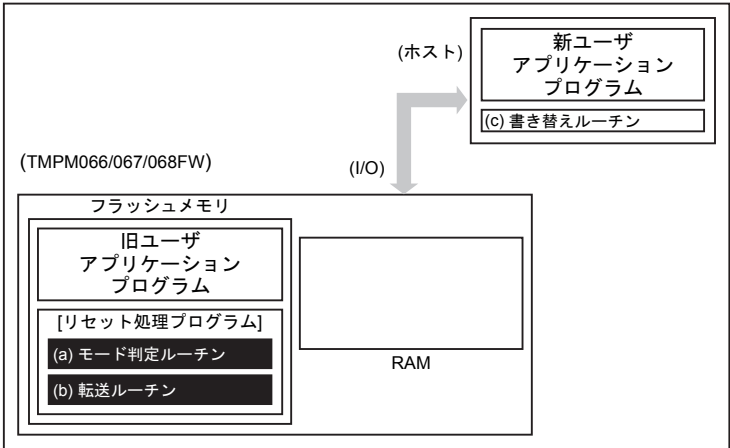 (ホスト)
新ユーザ
アプリケーション
プログラム
(c) 書き替えルーチン
(TMPM066/067/068FW)
(I/O)
フラッシュメモリ
旧ユーザ
アプリケーション
プログラム
[リセット処理プログラム]
(a) モード判定ルーチン
(b) 転送ルーチン
RAM